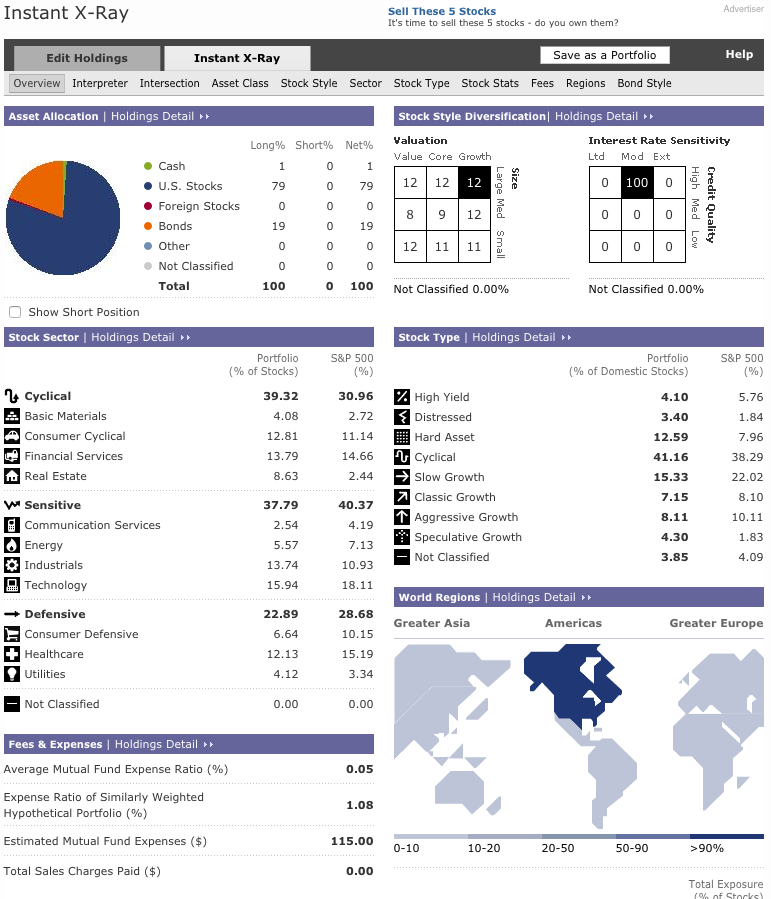 Instant X-Ray
Sell These 5 Stocks
It's time to sell these 5 stocks - do you own them?
Advertiser
Edit Holdings
Instant X-Ray
Save as a Portfolio
Help
Overview Interpreter Intersection Asset Class Stock Style Sector Stock Type Stock Stats Fees Regions Bond Style
Asset Allocation | Holdings Detail
Long% Short% Net%
Cash 1 0 1
U.S. Stocks 79 0 79
Foreign Stocks 0 0 0
Bonds 19 0 19
Other 0 0 0
Not Classified 0 0 0
Total 100 0 100
Show Short Position
Stock Style Diversification| Holdings Detail
Valuation
Value Core Growth
12 12 12
8 9 12
12 11 11
Large Med Small
Size
Not Classified 0.00%
Interest Rate Sensitivity
Ltd Mod Ext
0 100 0
0 0 0
0 0 0
High Med Low
Credit Quality
Not Classified 0.00%
Stock Sector | Holdings Detail
Portfolio S&P 500
(% of Stocks) (%)
Cyclical 39.32 30.96
Basic Materials 4.08 2.72
Consumer Cyclical 12.81 11.14
Financial Services 13.79 14.66
Real Estate 8.63 2.44
Sensitive 37.79 40.37
Communication Services 2.54 4.19
Energy 5.57 7.13
Industrials 13.74 10.93
Technology 15.94 18.11
Defensive 22.89 28.68
Consumer Defensive 6.64 10.15
Healthcare 12.13 15.19
Utilities 4.12 3.34
Not Classified 0.00 0.00
Fees & Expenses | Holdings Detail
Average Mutual Fund Expense Ratio (%) 0.05
Expense Ratio of Similarly Weighted
Hypothetical Portfolio (%) 1.08
Estimated Mutual Fund Expenses ($) 115.00
Total Sales Charges Paid ($) 0.00
Stock Type | Holdings Detail
Portfolio S&P 500
(% of Domestic Stocks) (%)
High Yield 4.10 5.76
Distressed 3.40 1.84
Hard Asset 12.59 7.96
Cyclical 41.16 38.29
Slow Growth 15.33 22.02
Classic Growth 7.15 8.10
Aggressive Growth 8.11 10.11
Speculative Growth 4.30 1.83
Not Classified 3.85 4.09
World Regions | Holdings Detail
Greater Asia Americas Greater Europe
0-10 10-20 20-50 50-90 >90%
Total Exposure
(% of Stocks)